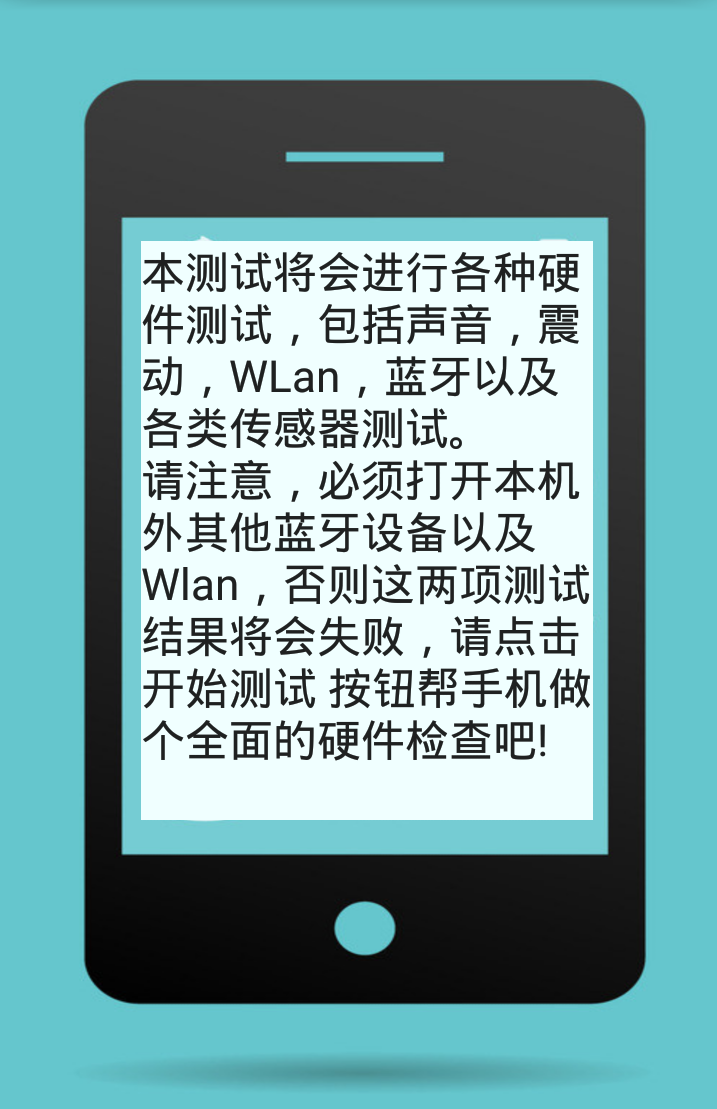 本测试将会进行各种硬
件测试，包括声音，震
动，WLan，蓝牙以及
各类传感器测试。
请注意，必须打开本机
外其他蓝牙设备以及
Wlan，否则这两项测试
结果将会失败，请点击
开始测试 按钮帮手机做
个全面的硬件检查吧!